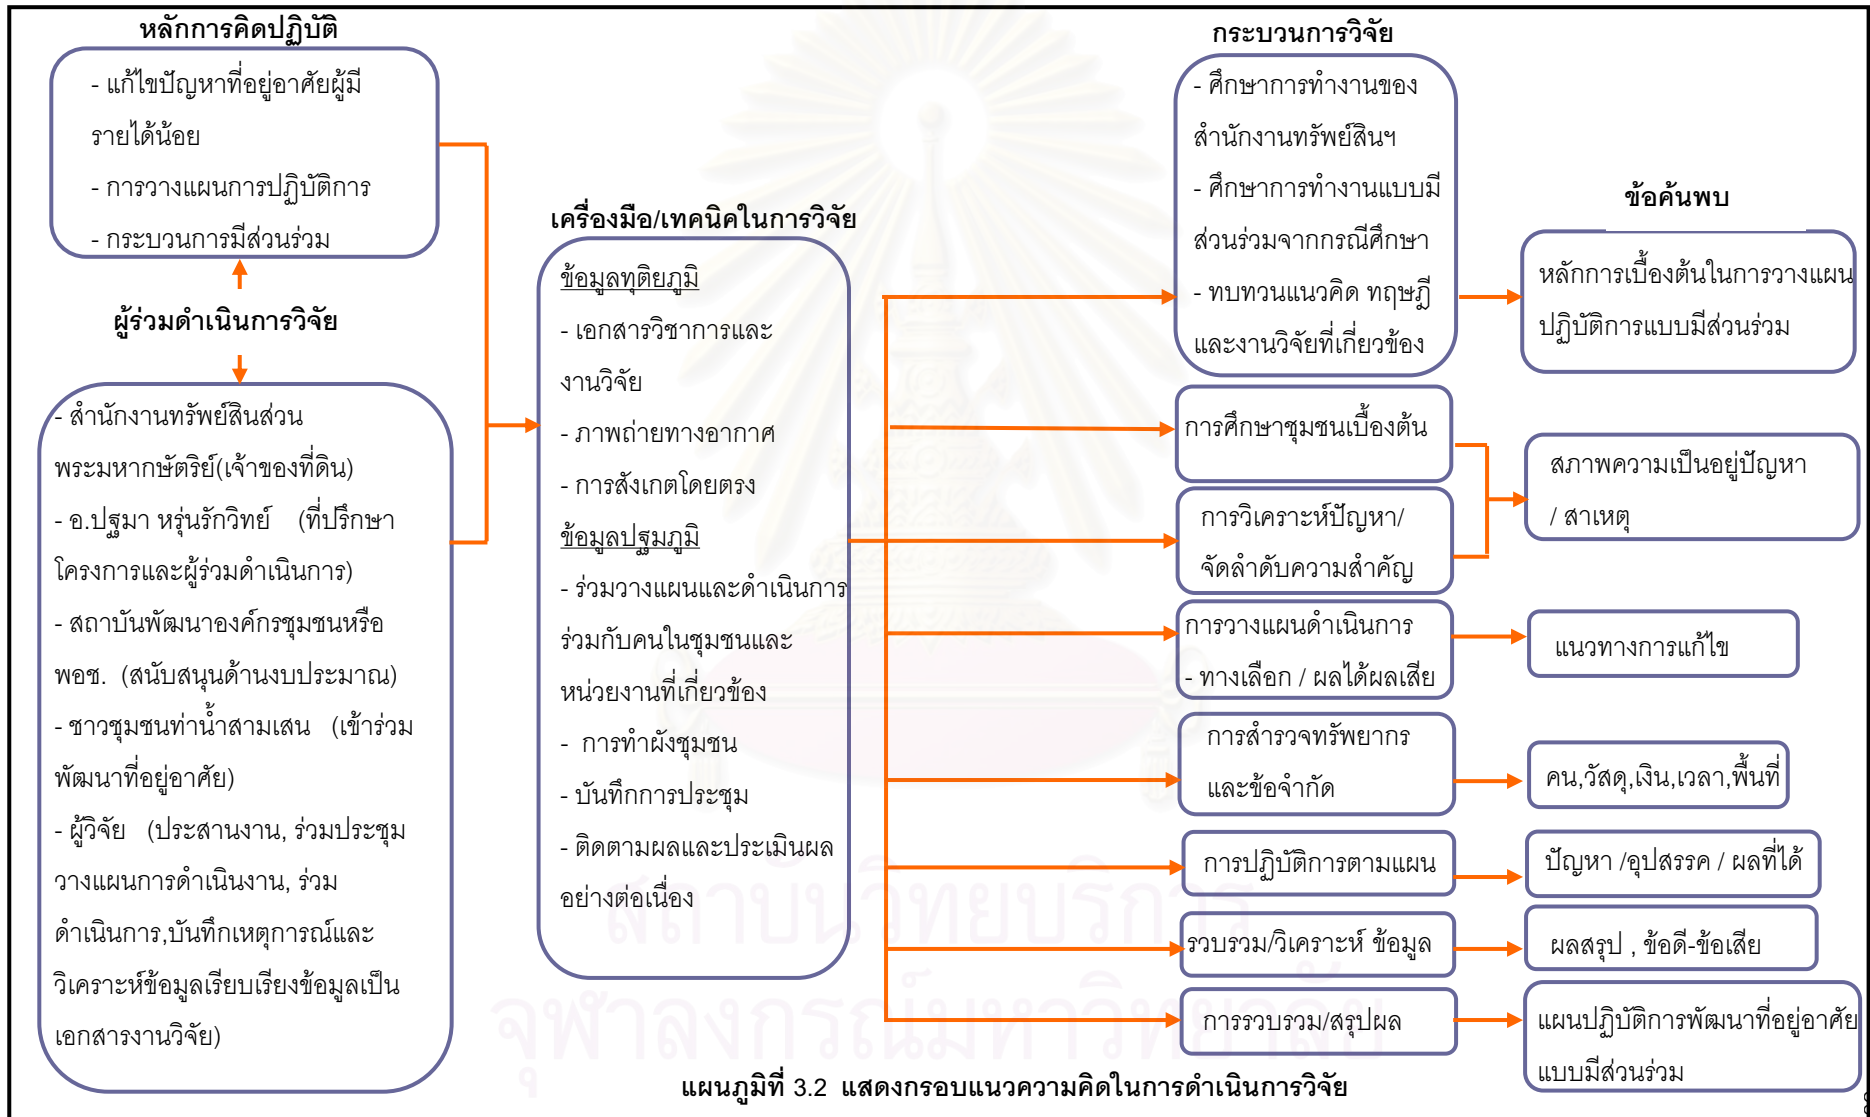 หลักการคิดปฏิบัติ
- แก้ไขปัญหาที่อยู่อาศัยผู้มี
รายได้น้อย
- การวางแผนการปฏิบัติการ
- กระบวนการมีส่วนร่วม
ผู้ร่วมดำเนินการวิจัย
- สำนักงานทรัพย์สินส่วน
พระมหากษัตริย์(เจ้าของที่ดิน)
- อ.ปฐมา หรุ่นรักวิทย์ (ที่ปรึกษา
โครงการและผู้ร่วมดำเนินการ)
- สถาบันพัฒนาองค์กรชุมชนหรือ
พอช. (สนับสนุนด้านงบประมาณ)
- ชาวชุมชนท่าน้ำสามเสน (เข้าร่วม
พัฒนาที่อยู่อาศัย)
- ผู้วิจัย (ประสานงาน, ร่วมประชุม
วางแผนการดำเนินงาน, ร่วม
ดำเนินการ,บันทึกเหตุการณ์และ
วิเคราะห์ข้อมูลเรียบเรียงข้อมูลเป็น
เอกสารงานวิจัย)
เครื่องมือ/เทคนิคในการวิจัย
ข้อมูลทุติยภูมิ
- เอกสารวิชาการและ
งานวิจัย
- ภาพถ่ายทางอากาศ
- การสังเกตโดยตรง
ข้อมูลปฐมภูมิ
- ร่วมวางแผนและดำเนินการ
ร่วมกับคนในชุมชนและ
หน่วยงานที่เกี่ยวข้อง
- การทำผังชุมชน
- บันทึกการประชุม
- ติดตามผลและประเมินผล
อย่างต่อเนื่อง
กระบวนการวิจัย
- ศึกษาการทำงานของ
สำนักงานทรัพย์สินฯ
- ศึกษาการทำงานแบบมี
ส่วนร่วมจากกรณีศึกษา
- ทบทวนแนวคิด ทฤษฎี
และงานวิจัยที่เกี่ยวข้อง
การศึกษาชุมชนเบื้องต้น
การวิเคราะห์ปัญหา/
จัดลำดับความสำคัญ
การวางแผนดำเนินการ
- ทางเลือก / ผลได้ผลเสีย
การสำรวจทรัพยากร
และข้อจำกัด
การปฏิบัติการตามแผน
รวบรวม/วิเคราะห์ ข้อมูล
การรวบรวม/สรุปผล
ข้อค้นพบ
หลักการเบื้องต้นในการวางแผน
ปฏิบัติการแบบมีส่วนร่วม
สภาพความเป็นอยู่ปัญหา
/ สาเหตุ
แนวทางการแก้ไข
คน,วัสดุ,เงิน,เวลา,พื้นที่
ปัญหา /อุปสรรค / ผลที่ได้
ผลสรุป , ข้อดี-ข้อเสีย
แผนปฏิบัติการพัฒนาที่อยู่อาศัย
แบบมีส่วนร่วม
สถาบันวิทยบริการ
จุฬาลงกรณ์มหาวิทยาลัย
แผนภูมิที่ 3.2 แสดงกรอบแนวความคิดในการดำเนินการวิจัย